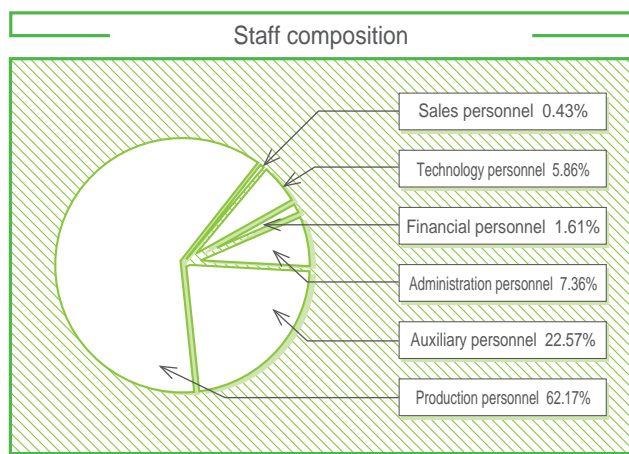 Staff composition
Sales personnel 0.43%
Technology personnel 5.86%
Financial personnel 1.61%
Administration personnel 7.36%
Auxiliary personnel 22.57%
Production personnel 62.17%